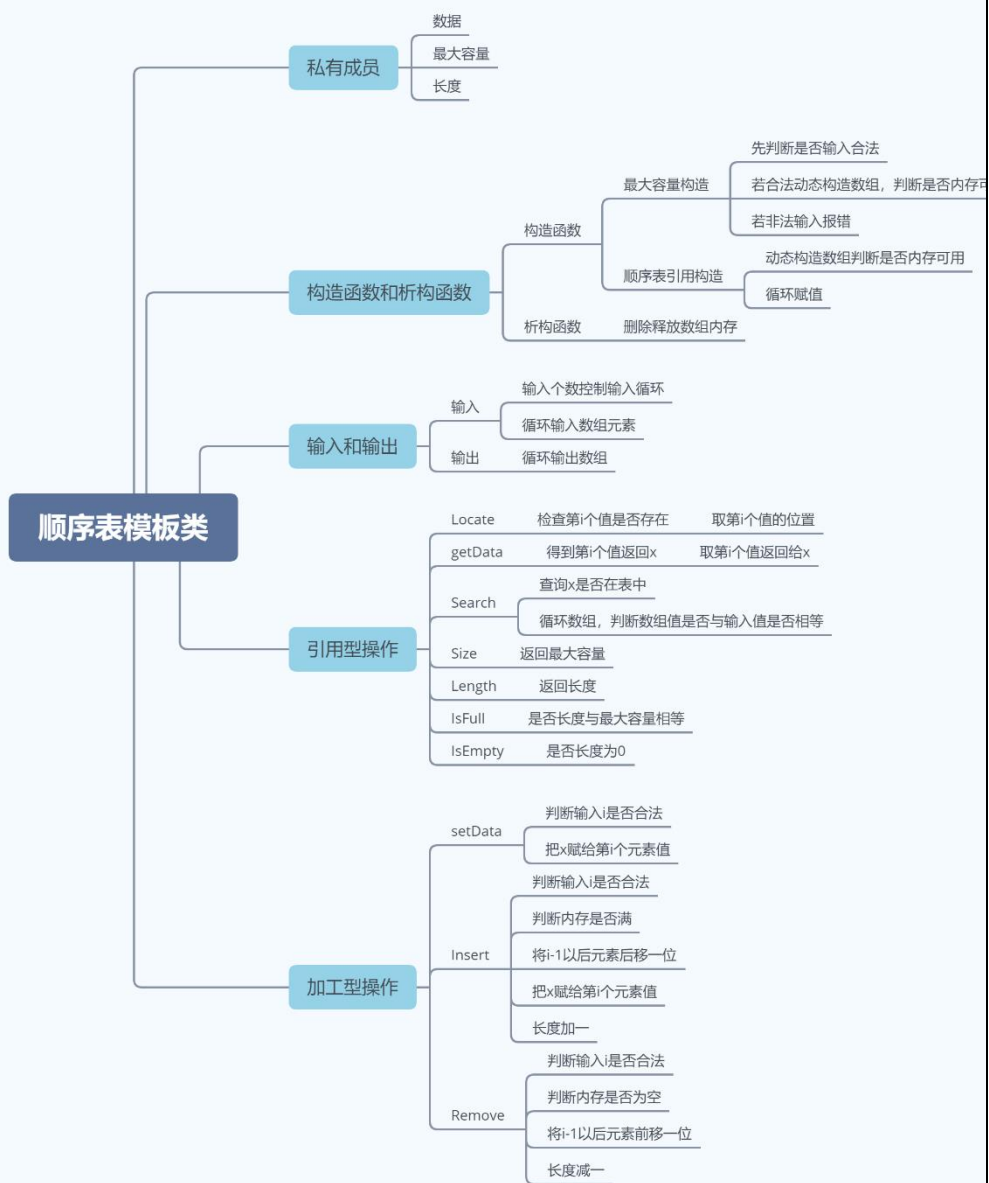 顺序表模板类
私有成员
数据
最大容量
长度
构造函数和析构函数
构造函数
最大容量构造
先判断是否输入合法
若合法动态构造数组，判断是否内存
若非法输入报错
顺序表引用构造
动态构造数组判断是否内存可用
循环赋值
析构函数
删除释放数组内存
输入和输出
输入
输入个数控制输入循环
循环输入数组元素
输出
循环输出数组
引用型操作
Locate
检查第i个值是否存在
取第i个值的位置
getData
得到第i个值返回x
取第i个值返回给x
Search
查询x是否在表中
循环数组，判断数组值是否与输入值是否相等
Size
返回最大容量
Length
返回长度
IsFull
是否长度与最大容量相等
IsEmpty
是否长度为0
加工型操作
setData
判断输入i是否合法
把x赋给第i个元素值
Insert
判断输入i是否合法
判断内存是否满
将i-1以后元素后移一位
把x赋给第i个元素值
长度加一
Remove
判断输入i是否合法
判断内存是否为空
将i-1以后元素前移一位
长度减一